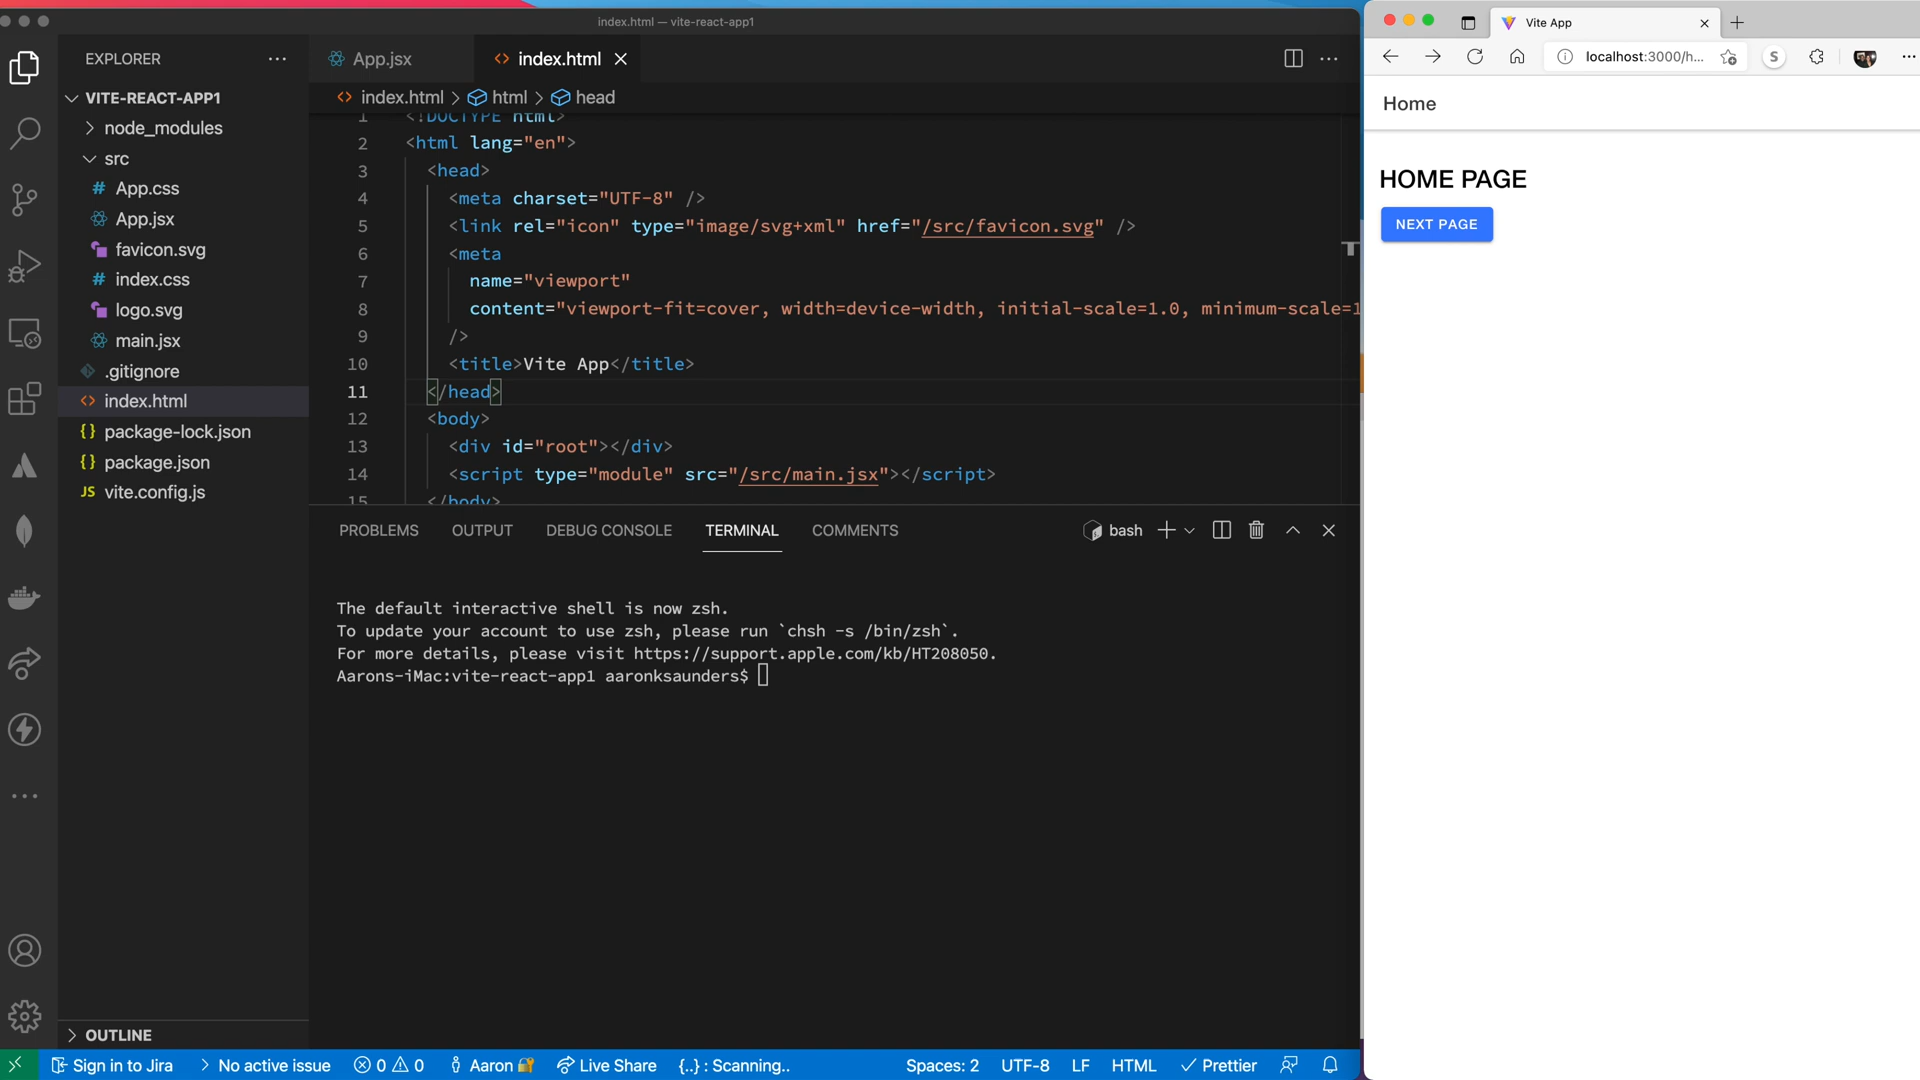 index.html — vite-react-app1
EXPLORER
VITE-REACT-APP1
node_modules
src
App.css
App.jsx
favicon.svg
index.css
logo.svg
main.jsx
.gitignore
index.html
package-lock.json
package.json
JS vite.config.js
OUTLINE
App.jsx
index.html
index.html > html > head
1 <!DOCTYPE html>
2 <html lang="en">
3 <head>
4 <meta charset="UTF-8" />
5 <link rel="icon" type="image/svg+xml" href="/src/favicon.svg" />
6 <meta
7 name="viewport"
8 content="viewport-fit=cover, width=device-width, initial-scale=1.0, minimum-scale=1
9 />
10 <title>Vite App</title>
11 </head>
12 <body>
13 <div id="root"></div>
14 <script type="module" src="/src/main.jsx"></script>
15 </body>
PROBLEMS OUTPUT DEBUG CONSOLE TERMINAL COMMENTS
bash
The default interactive shell is now zsh.
To update your account to use zsh, please run `chsh -s /bin/zsh`.
For more details, please visit https://support.apple.com/kb/HT208050.
Aarons-iMac:vite-react-app1 aaronksaunders$
Sign in to Jira > No active issue 0 0 Aaron Live Share {..} : Scanning.. Spaces: 2 UTF-8 LF HTML Prettier
Vite App
localhost:3000/h...
S
Home
HOME PAGE
NEXT PAGE